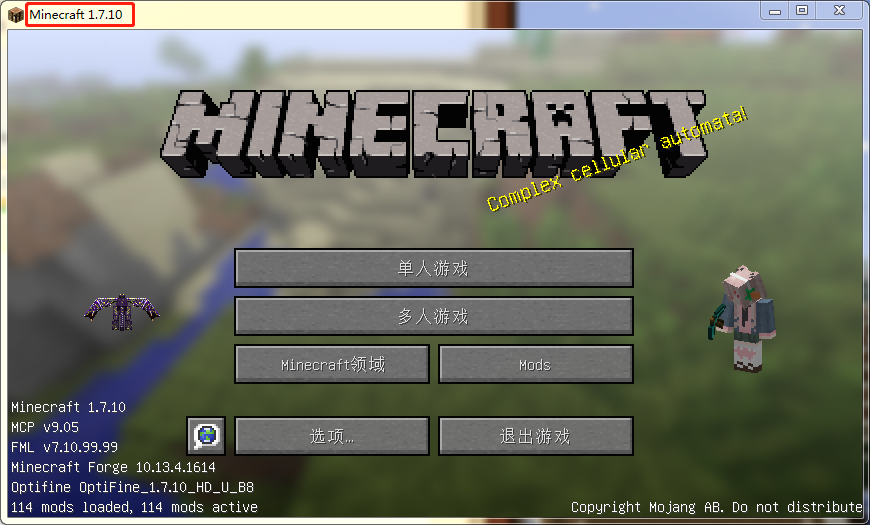 Minecraft 1.7.10
MINECRAFT
Complex cellular automata!
单人游戏
多人游戏
Minecraft领域
Mods
选项…
退出游戏
Minecraft 1.7.10
MCP v9.05
FML v7.10.99.99
Minecraft Forge 10.13.4.1614
Optifine OptiFine_1.7.10_HD_U_B8
114 mods loaded, 114 mods active
Copyright Mojang AB. Do not distribute